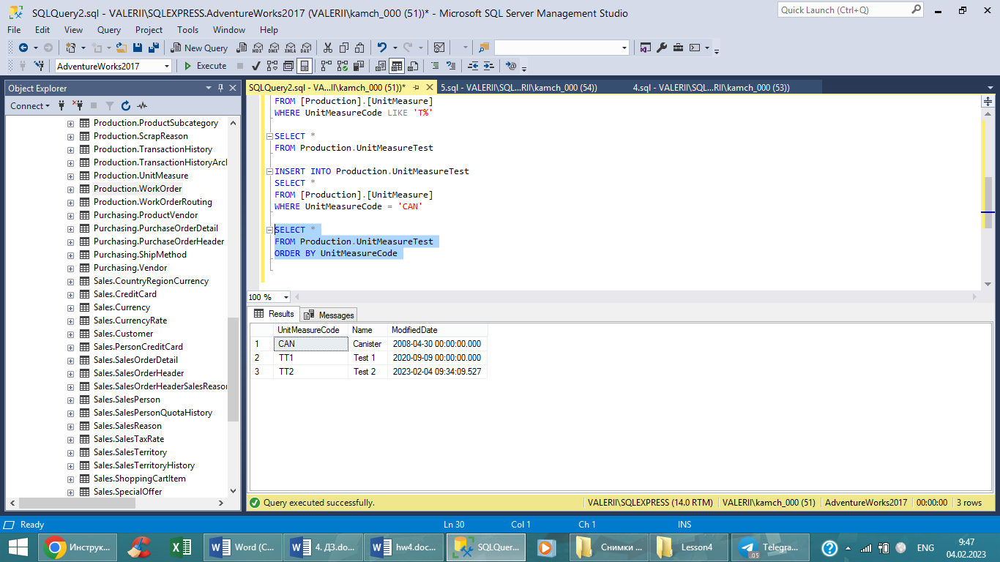 SQLQuery2.sql - VALERII\SQLEXPRESS.AdventureWorks2017 (VALERII\kamch_000 (51))* - Microsoft SQL Server Management Studio
Quick Launch (Ctrl+Q)
File Edit View Query Project Tools Window Help
New Query MDX DMX XMLA DAX
AdventureWorks2017 Execute
Object Explorer
Connect
Production.ProductSubcategory
Production.ScrapReason
Production.TransactionHistory
Production.TransactionHistoryArcl
Production.UnitMeasure
Production.WorkOrder
Production.WorkOrderRouting
Purchasing.ProductVendor
Purchasing.PurchaseOrderDetail
Purchasing.PurchaseOrderHeader
Purchasing.ShipMethod
Purchasing.Vendor
Sales.CountryRegionCurrency
Sales.CreditCard
Sales.Currency
Sales.CurrencyRate
Sales.Customer
Sales.PersonCreditCard
Sales.SalesOrderDetail
Sales.SalesOrderHeader
Sales.SalesOrderHeaderSalesReason
Sales.SalesPerson
Sales.SalesPersonQuotaHistory
Sales.SalesReason
Sales.SalesTaxRate
Sales.SalesTerritory
Sales.SalesTerritoryHistory
Sales.ShoppingCartItem
Sales.SpecialOffer
SQLQuery2.sql - VA...II\kamch_000 (51))* 5.sql - VALERII\SQL...RII\kamch_000 (54)) 4.sql - VALERII\SQL...RII\kamch_000 (53))
FROM [Production].[UnitMeasure]
WHERE UnitMeasureCode LIKE 'T%'
SELECT *
FROM Production.UnitMeasureTest
INSERT INTO Production.UnitMeasureTest
SELECT *
FROM [Production].[UnitMeasure]
WHERE UnitMeasureCode = 'CAN'
SELECT *
FROM Production.UnitMeasureTest
ORDER BY UnitMeasureCode
100 %
Results Messages
UnitMeasureCode Name ModifiedDate
1 CAN Canister 2008-04-30 00:00:00.000
2 TT1 Test 1 2020-09-09 00:00:00.000
3 TT2 Test 2 2023-02-04 09:34:09.527
Query executed successfully. VALERII\SQLEXPRESS (14.0 RTM) VALERII\kamch_000 (51) AdventureWorks2017 00:00:00 3 rows
Ready Ln 30 Col 1 Ch 1 INS
Инструк... Word (C... 4. ДЗ.do... hw4.doc... SQLQuer... Снимки ... Lesson4 Telegra... ENG 9:47
04.02.2023